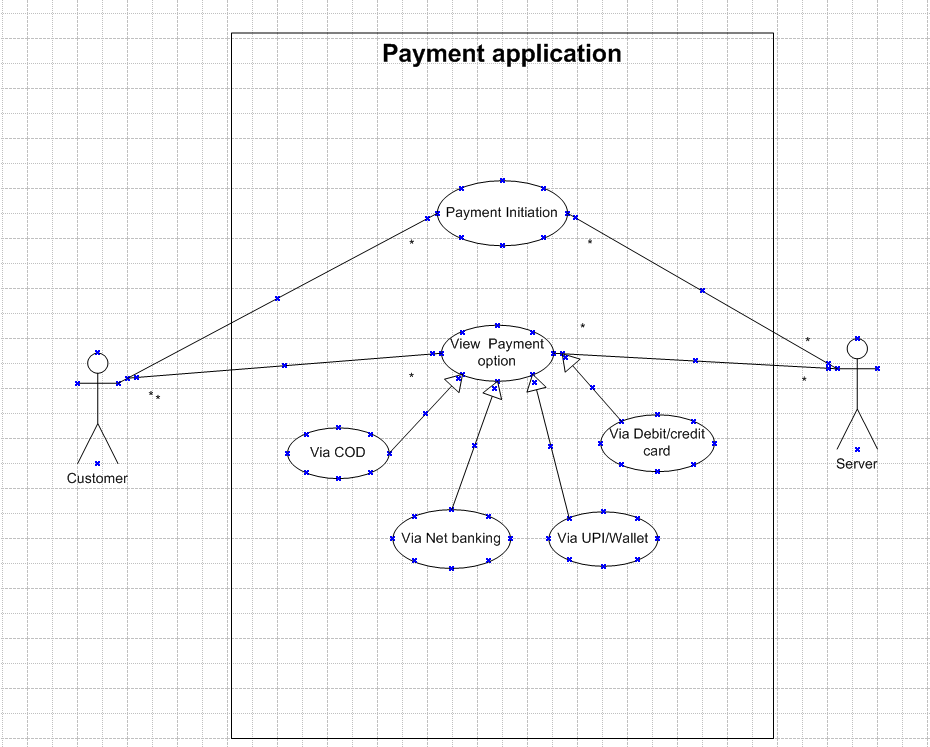 Payment application
Payment Initiation
*
*
*
View  Payment
option
*
*
*
* *
Via Debit/credit
card
Via COD
Customer
Server
Via Net banking
Via UPI/Wallet